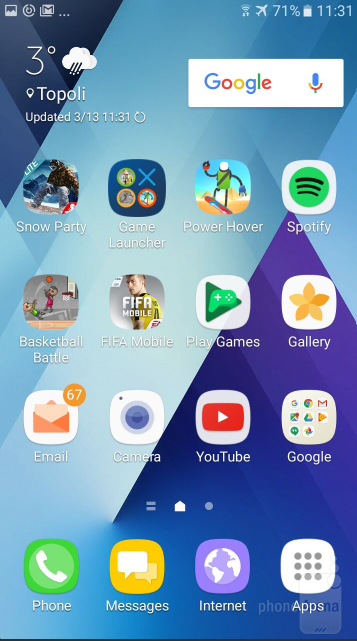 71% 11:31
3°
Topoli
Updated 3/13 11:31
Google
LITE
Snow Party
Game Launcher
Power Hover
Spotify
FIFA
MOBILE
Basketball Battle
FIFA Mobile
Play Games
Gallery
67
Email
Camera
YouTube
Google
Phone
Messages
Internet
Apps